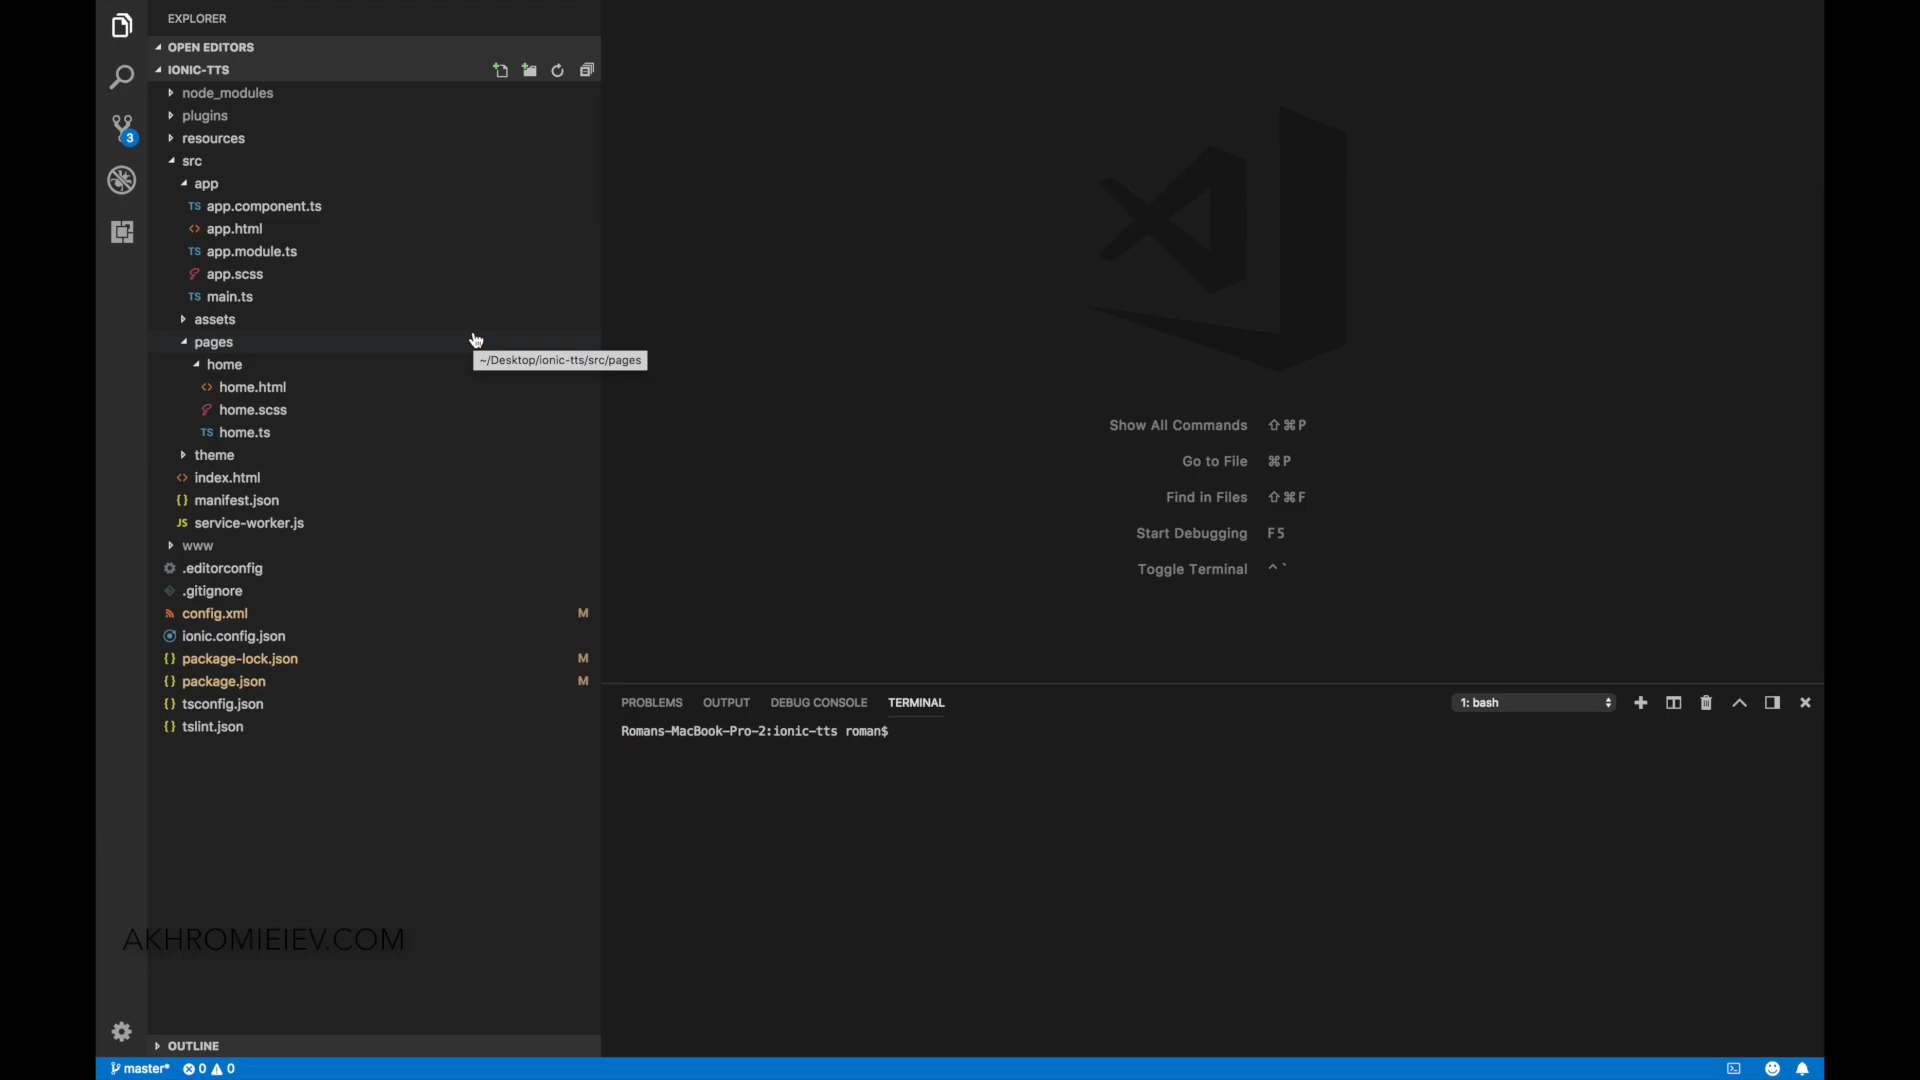 EXPLORER
OPEN EDITORS
IONIC-TTS
node_modules
plugins
3
resources
src
app
TS app.component.ts
<> app.html
TS app.module.ts
app.scss
TS main.ts
assets
pages
~/Desktop/ionic-tts/src/pages
home
<> home.html
home.scss
TS home.ts
theme
<> index.html
{} manifest.json
JS service-worker.js
www
.editorconfig
.gitignore
config.xml M
ionic.config.json
{} package-lock.json M
{} package.json M
{} tsconfig.json
{} tslint.json
OUTLINE
Show All Commands ⇧⌘P
Go to File ⌘P
Find in Files ⇧⌘F
Start Debugging F5
Toggle Terminal ^`
PROBLEMS OUTPUT DEBUG CONSOLE TERMINAL 1: bash
Romans-MacBook-Pro-2:ionic-tts roman$
AKHROMIEIEV.COM
master* 0 0